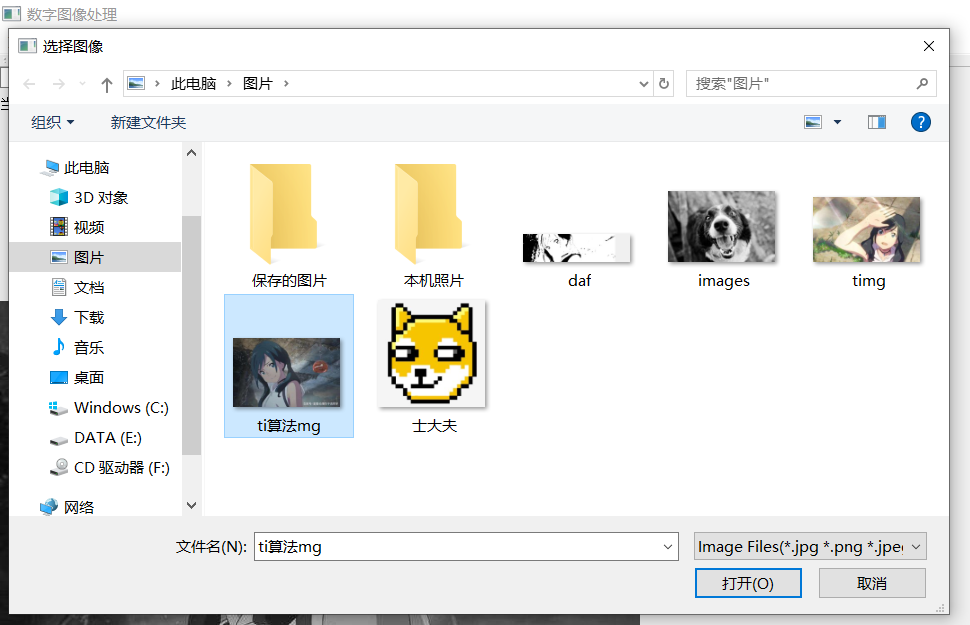 数字图像处理
选择图像
此电脑
图片
搜索"图片"
组织
新建文件夹
?
此电脑
3D 对象
视频
图片
文档
下载
音乐
桌面
Windows (C:)
DATA (E:)
CD 驱动器 (F:)
网络
保存的图片
本机照片
daf
images
timg
ti算法mg
士大夫
文件名(N):
ti算法mg
Image Files(*.jpg *.png *.jpeg
打开(O)
取消